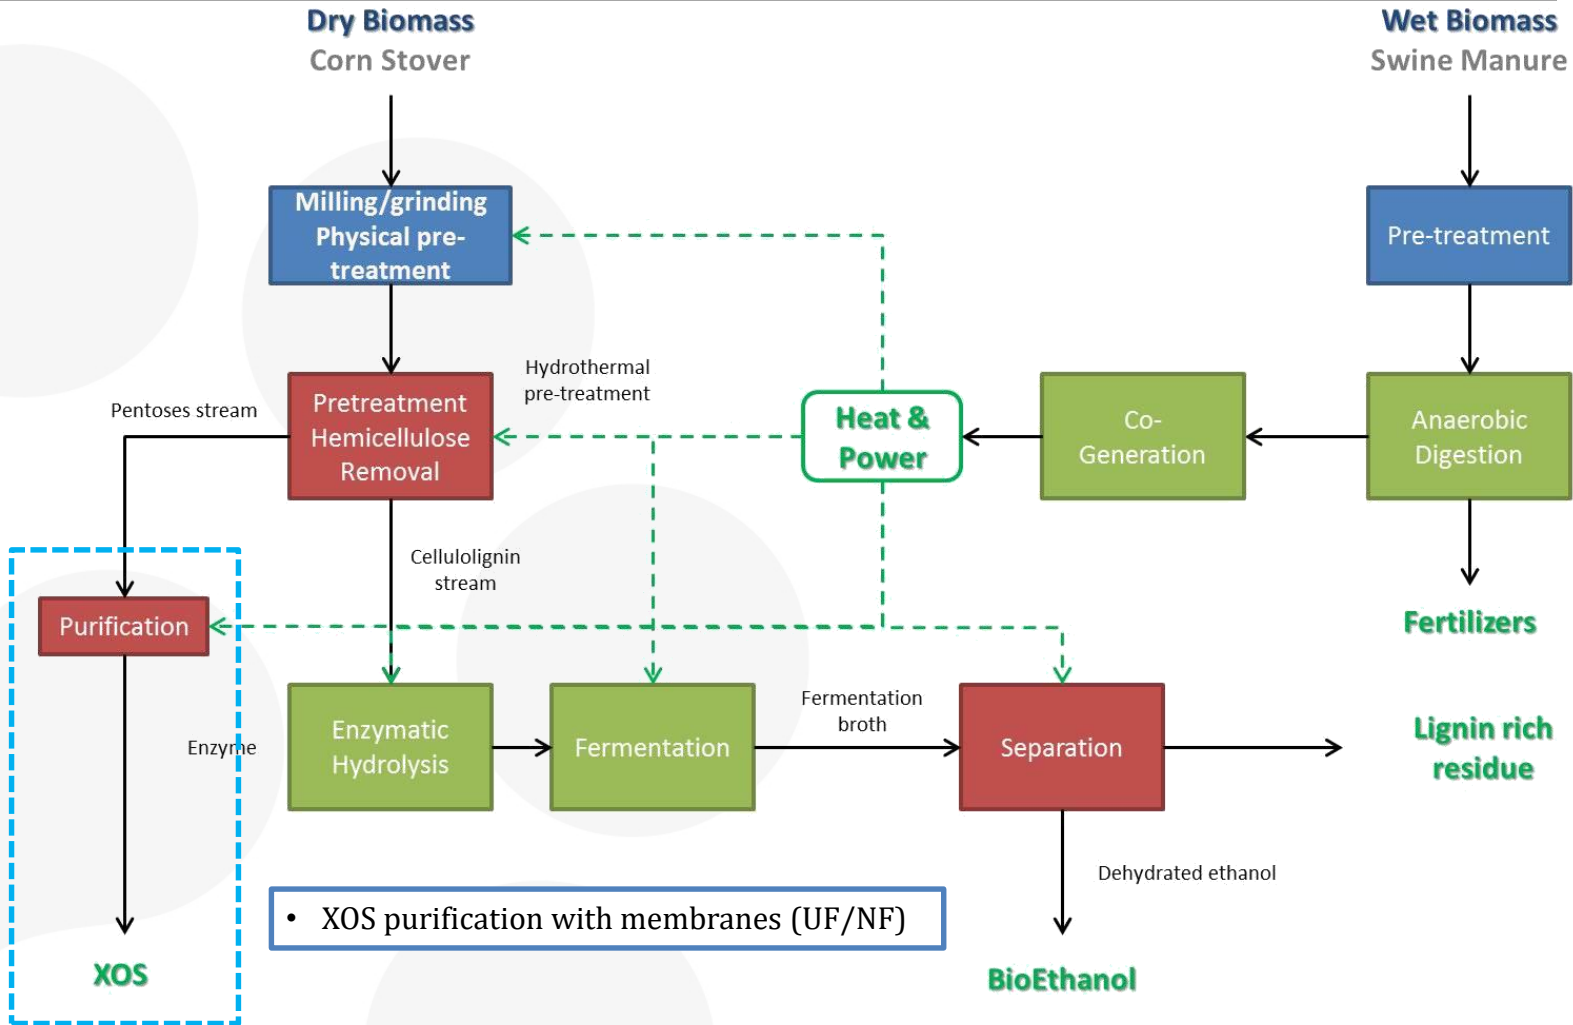 Dry Biomass
Corn Stover
Wet Biomass
Swine Manure
Milling/grinding
Physical pre-
treatment
Pre-treatment
Hydrothermal
pre-treatment
Pentoses stream
Pretreatment
Hemicellulose
Removal
Heat &
Power
Co-
Generation
Anaerobic
Digestion
Cellulolignin
stream
Purification
Fertilizers
Enzyme
Enzymatic
Hydrolysis
Fermentation
Fermentation
broth
Separation
Lignin rich
residue
Dehydrated ethanol
• XOS purification with membranes (UF/NF)
XOS
BioEthanol